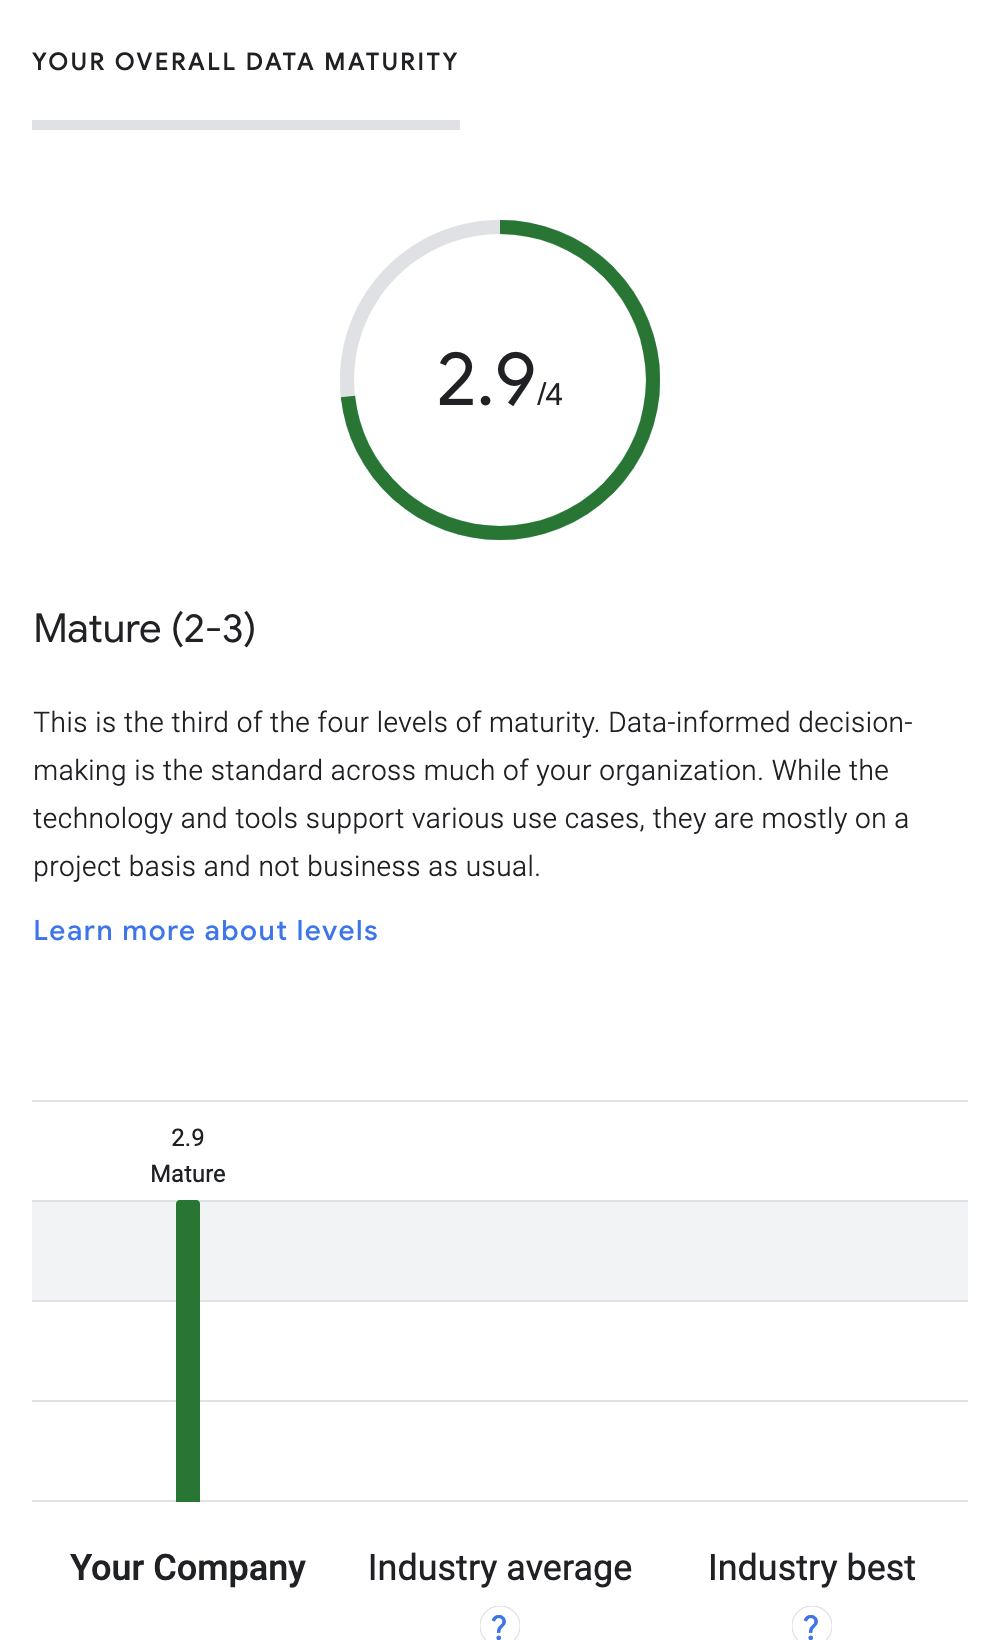 YOUR OVERALL DATA MATURITY
2.9/4
Mature (2-3)
This is the third of the four levels of maturity. Data-informed decision-
making is the standard across much of your organization. While the
technology and tools support various use cases, they are mostly on a
project basis and not business as usual.
Learn more about levels
2.9
Mature
Your Company Industry average Industry best
? ?